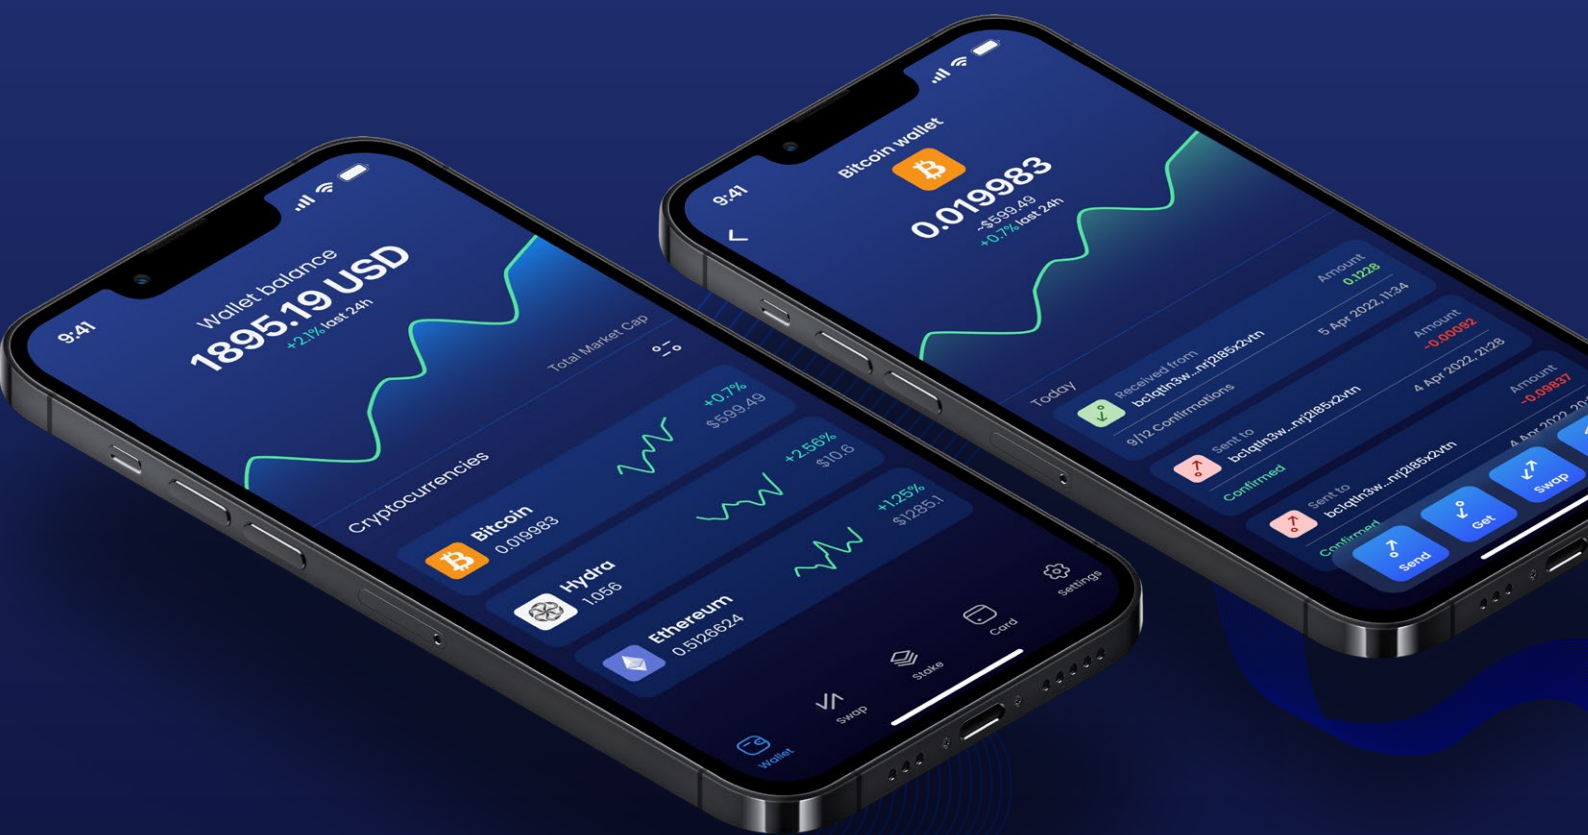 9:41
Wallet balance
1895.19 USD
+2.1% last 24h
Total Market Cap
Cryptocurrencies
Bitcoin
0.019983
+0.7%
$599.49
Hydra
1.056
+2.56%
$10.6
Ethereum
0.5126624
+1.25%
$1285.1
Wallet
Swap
Stake
Card
Settings
9:41
Bitcoin wallet
0.019983
~$599.49
+0.7% last 24h
Today
Received from
bc1qtln3w...nrj2l85x2vtn
Amount
0.1228
9/12 Confirmations
5 Apr 2022, 11:34
Sent to
bc1qtln3w...nrj2l85x2vtn
Amount
-0.00092
Confirmed
4 Apr 2022, 21:28
Sent to
bc1qtln3w...nrj2l85x2vtn
Amount
-0.09837
Confirmed
4 Apr 2022,
Send
Get
Swap